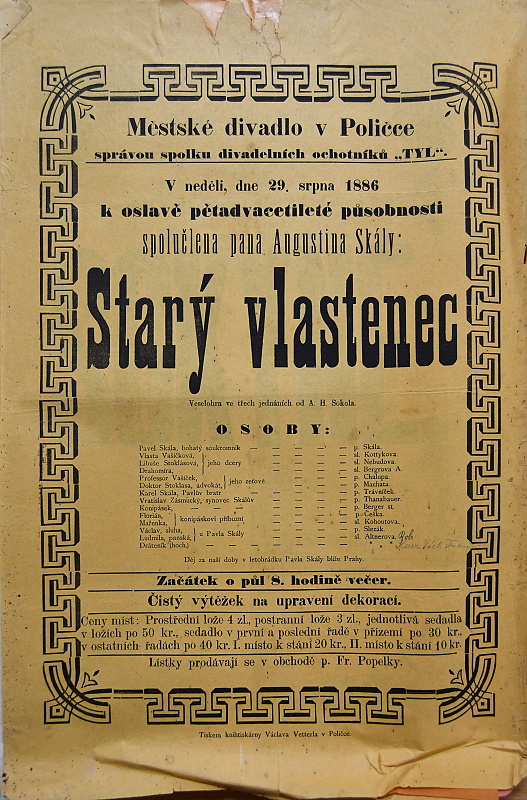 Městské divadlo v Poličce
správou spolku divadelních ochotníků „TYL“.
V neděli, dne 29. srpna 1886
k oslavě pětadvacetileté působnosti
spolučlena pana Augustina Skály:
Starý vlastenec
Veselohra ve třech jednáních od A. H. Sokola.
OSOBY:
Pavel Skála, bohatý soukromník — — — — p. Skála.
Vlasta Vašíčková, — — — sl. Kottykova.
Libuše Stoklasová, } jeho dcery — — — sl. Nebudova.
Drahomíra, — — — sl. Bergrova A.
Professor Vašíček, } jeho zeťové — — — p. Chalupa.
Doktor Stoklasa, advokát, — — — p. Machata.
Karel Skála, Pavlův bratr — — — — p. Trávníček.
Vratislav Zásmucký, synovec Skálův — — — p. Thanabauer.
Konipásek, — — — — p. Berger st.
Florián, } konipáskovi příbuzní — — — p. Češka.
Mařenka, — — — sl. Kohoutova.
Václav, sluha, } u Pavla Skály — — — p. Slezák.
Ludmila, panská, — — — sl. Altnerova.
Dráteník (hoch.) — — — —
Děj za naší doby v letohrádku Pavla Skály blíže Prahy.
Začátek o půl 8. hodině večer.
Čistý výtěžek na upravení dekorací.
Ceny míst: Prostřední lože 4 zl., postranní lože 3 zl., jednotlivá sedadla
v ložích po 50 kr., sedadlo v první a poslední řadě v přízemí po 30 kr.,
v ostatních řadách po 40 kr. I. místo k stání 20 kr., II. místo k stání 10 kr.
Lístky prodávají se v obchodě p. Fr. Popelky.
Tiskem knihtiskárny Václava Vetterla v Poličce.